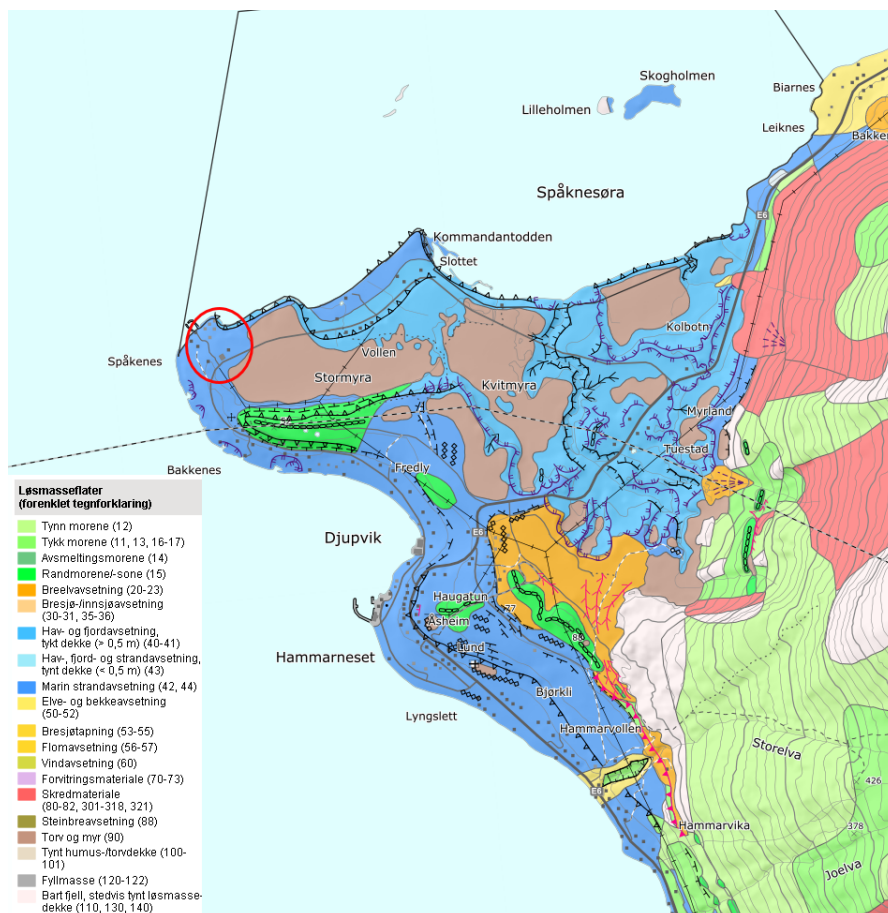 Skogholmen
Biarnes
Lilleholmen
Leiknes
Bakken
Spåknesøra
E6
Kommandantodden
Slottet
Kolbotn
Spåkenes
Vollen
Stormyra
Kvitmyra
Myrland
Tuestad
Bakkenes
Fredly
Djupvik
E6
Haugatun
77
Åsheim
86
Hammarneset
Lund
Bjørkli
Lyngslett
Hammarvollen
Storelva
426
E6
Hammarvika
378
Joelva
Løsmasseflater
(forenklet tegnforklaring)
Tynn morene (12)
Tykk morene (11, 13, 16-17)
Avsmeltingsmorene (14)
Randmorene/-sone (15)
Breelvavsetning (20-23)
Bresjø-/innsjøavsetning
(30-31, 35-36)
Hav- og fjordavsetning,
tykt dekke (> 0,5 m) (40-41)
Hav-, fjord- og strandavsetning,
tynt dekke (< 0,5 m) (43)
Marin strandavsetning (42, 44)
Elve- og bekkeavsetning
(50-52)
Bresjøtapning (53-55)
Flomavsetning (56-57)
Vindavsetning (60)
Forvitringsmateriale (70-73)
Skredmateriale
(80-82, 301-318, 321)
Steinbreavsetning (88)
Torv og myr (90)
Tynt humus-/torvdekke (100-
101)
Fyllmasse (120-122)
Bart fjell, stedvis tynt løsmasse-
dekke (110, 130, 140)